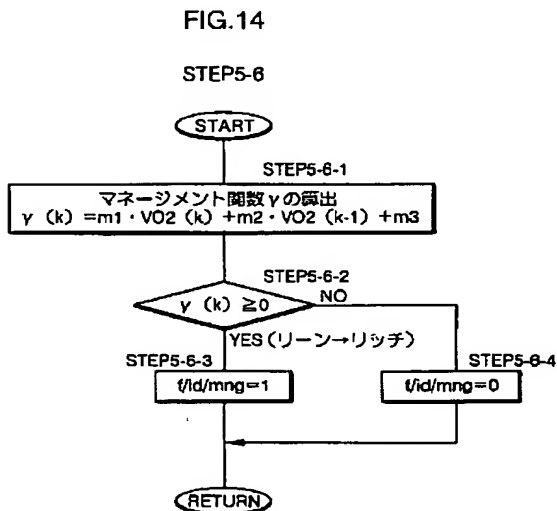 FIG.14
STEP5-6
START
STEP5-6-1
マネージメント関数γの算出
γ (k) =m1・VO2 (k) +m2・VO2 (k-1) +m3
STEP5-6-2
γ (k) ≧0
NO
YES (リーン→リッチ)
STEP5-6-3
STEP5-6-4
f/id/mng=1
f/id/mng=0
RETURN